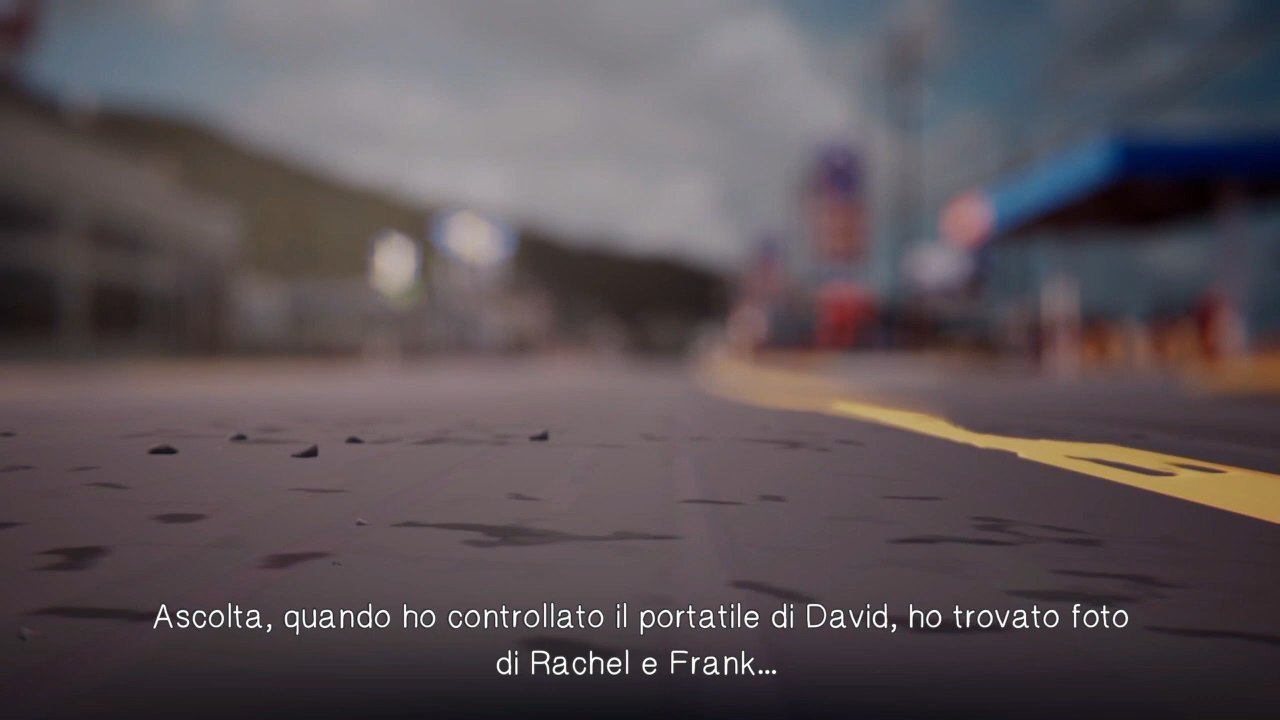 Ascolta, quando ho controllato il portatile di David, ho trovato foto
di Rachel e Frank...